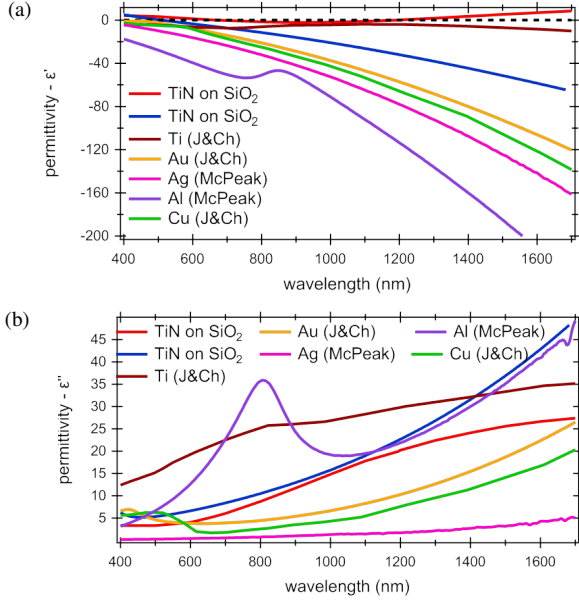 (a)
permittivity - ε'
0
-40
-80
-120
-160
-200
TiN on SiO₂
TiN on SiO₂
Ti (J&Ch)
Au (J&Ch)
Ag (McPeak)
Al (McPeak)
Cu (J&Ch)
400 600 800 1000 1200 1400 1600
wavelength (nm)
(b)
permittivity - ε"
45
40
35
30
25
20
15
10
5
TiN on SiO₂ Au (J&Ch) Al (McPeak)
TiN on SiO₂ Ag (McPeak) Cu (J&Ch)
Ti (J&Ch)
400 600 800 1000 1200 1400 1600
wavelength (nm)